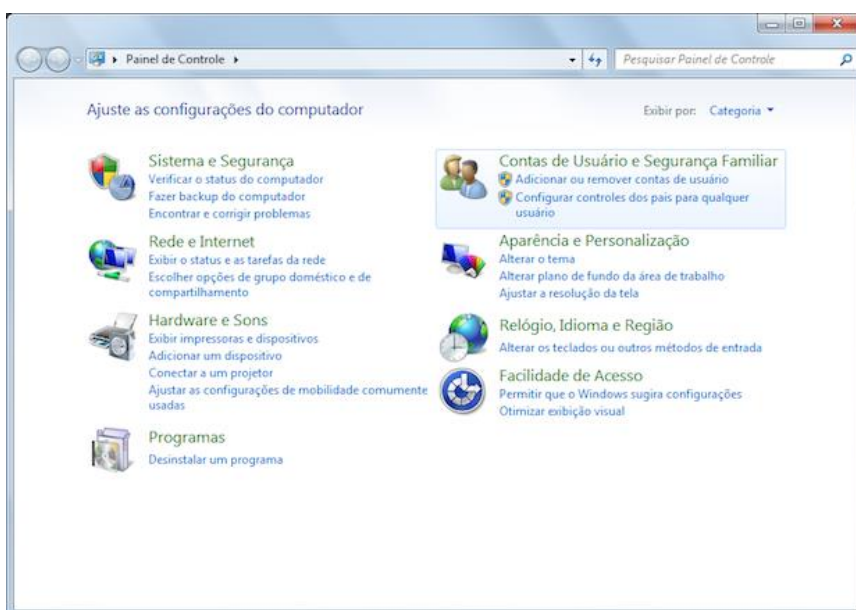 Painel de Controle
Pesquisar Painel de Controle
Ajuste as configurações do computador
Exibir por: Categoria
Sistema e Segurança
Verificar o status do computador
Fazer backup do computador
Encontrar e corrigir problemas
Rede e Internet
Exibir o status e as tarefas da rede
Escolher opções de grupo doméstico e de
compartilhamento
Hardware e Sons
Exibir impressoras e dispositivos
Adicionar um dispositivo
Conectar a um projetor
Ajustar as configurações de mobilidade comumente
usadas
Programas
Desinstalar um programa
Contas de Usuário e Segurança Familiar
Adicionar ou remover contas de usuário
Configurar controles dos pais para qualquer
usuário
Aparência e Personalização
Alterar o tema
Alterar plano de fundo da área de trabalho
Ajustar a resolução da tela
Relógio, Idioma e Região
Alterar os teclados ou outros métodos de entrada
Facilidade de Acesso
Permitir que o Windows sugira configurações
Otimizar exibição visual